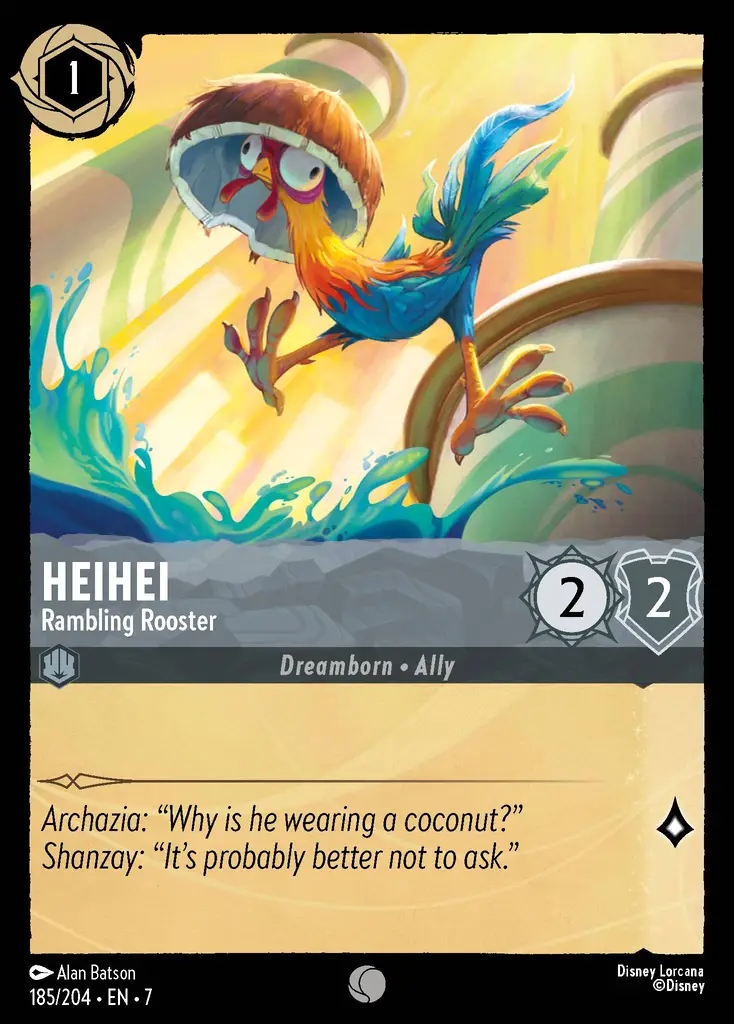 1
HEIHEI
Rambling Rooster
2
2
Dreamborn • Ally
Archazia: “Why is he wearing a coconut?”
Shanzay: “It’s probably better not to ask.”
Alan Batson
185/204 • EN • 7
Disney Lorcana
©Disney